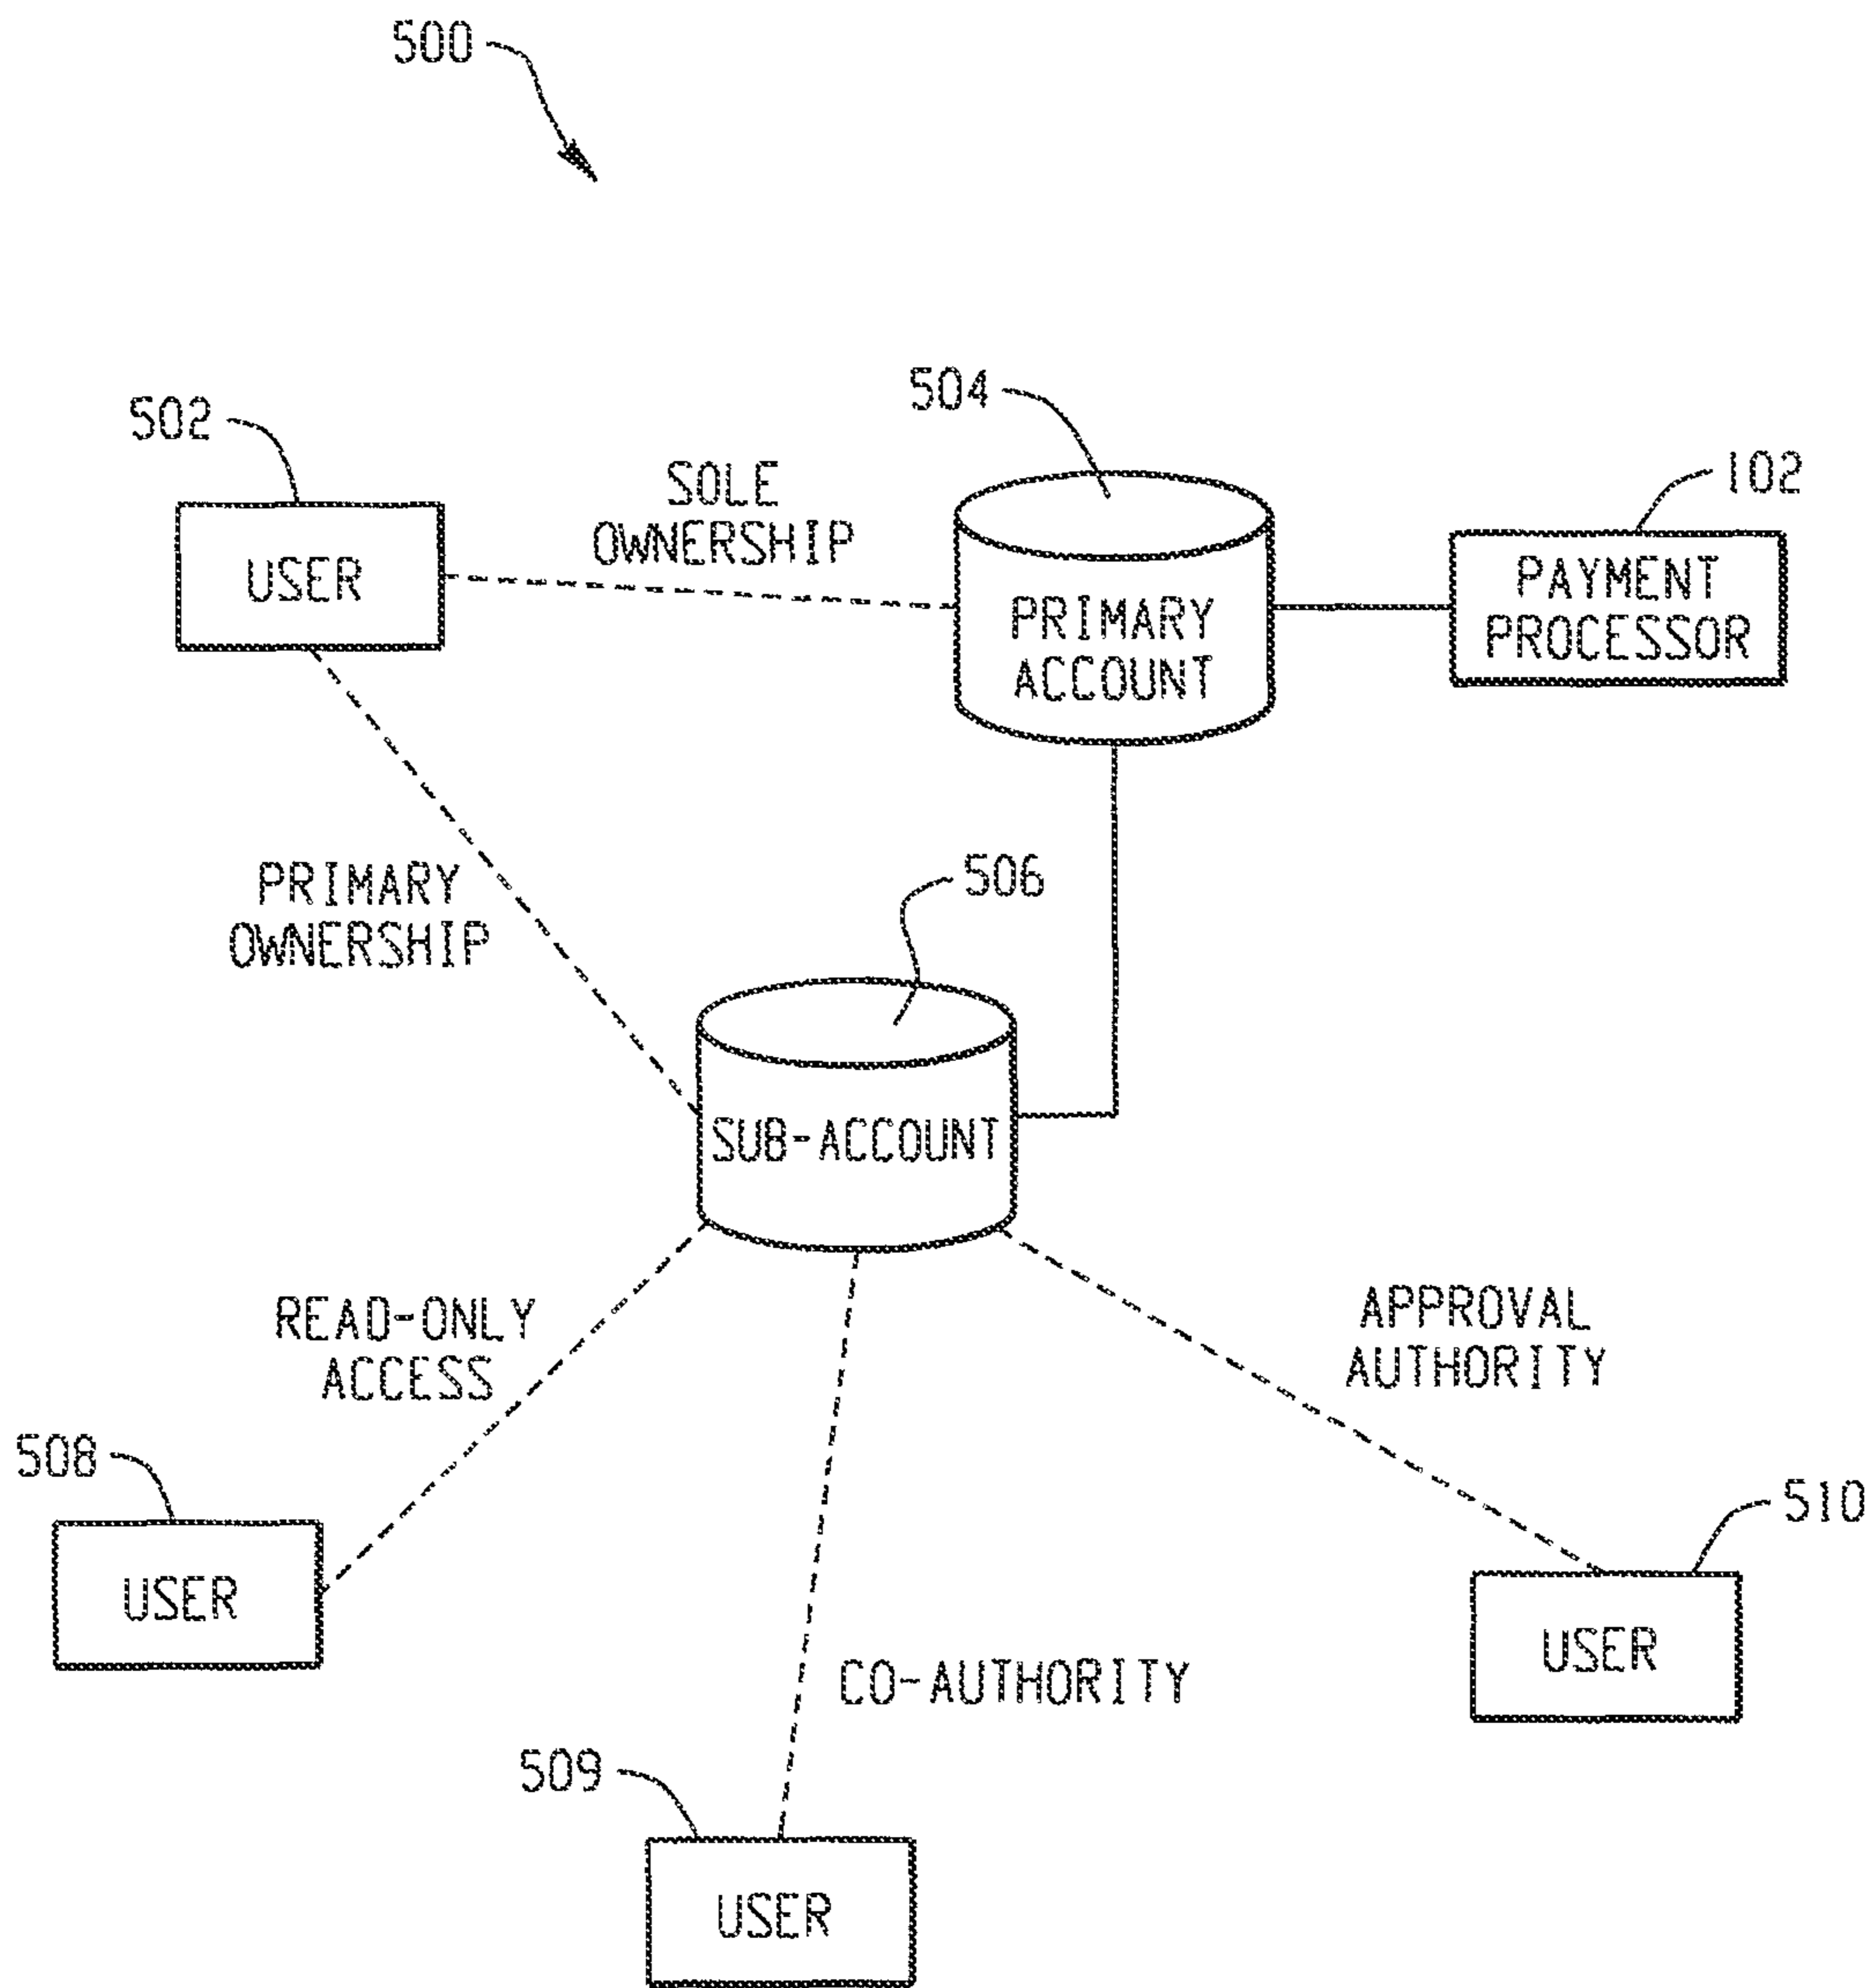 500
502
504
102
SOLE
OWNERSHIP
USER
PRIMARY
ACCOUNT
PAYMENT
PROCESSOR
506
PRIMARY
OWNERSHIP
SUB-ACCOUNT
READ-ONLY
ACCESS
APPROVAL
AUTHORITY
508
510
USER
USER
CO-AUTHORITY
509
USER